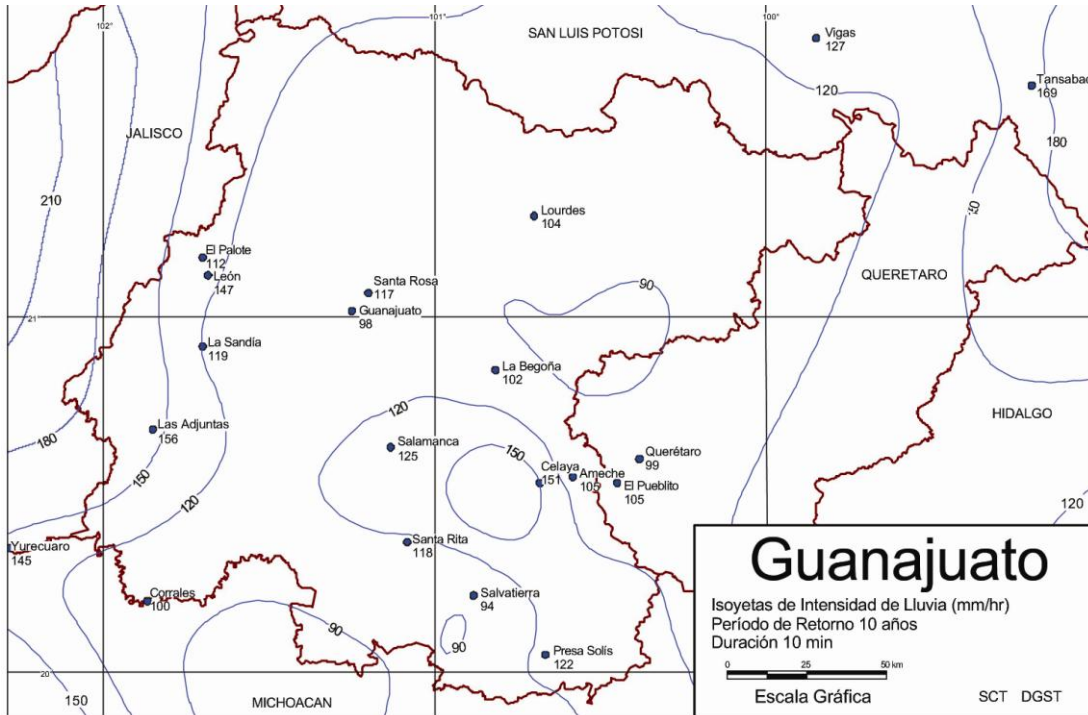 102°
101°
100°
SAN LUIS POTOSI
Vigas
127
120
Tansabac
169
JALISCO
180
210
Lourdes
104
El Palote
112
León
147
QUERETARO
Santa Rosa
117
Guanajuato
98
90
21
La Sandía
119
La Begoña
102
120
HIDALGO
Las Adjuntas
156
180
Salamanca
125
150
150
Celaya
151
Ameche
105
Querétaro
99
El Pueblito
105
120
120
Yurecuaro
145
Santa Rita
118
Corrales
100
Salvatierra
94
90
90
Presa Solís
122
20
150
MICHOACAN
Guanajuato
Isoyetas de Intensidad de Lluvia (mm/hr)
Período de Retorno 10 años
Duración 10 min
0 25 50 km
Escala Gráfica
SCT DGST